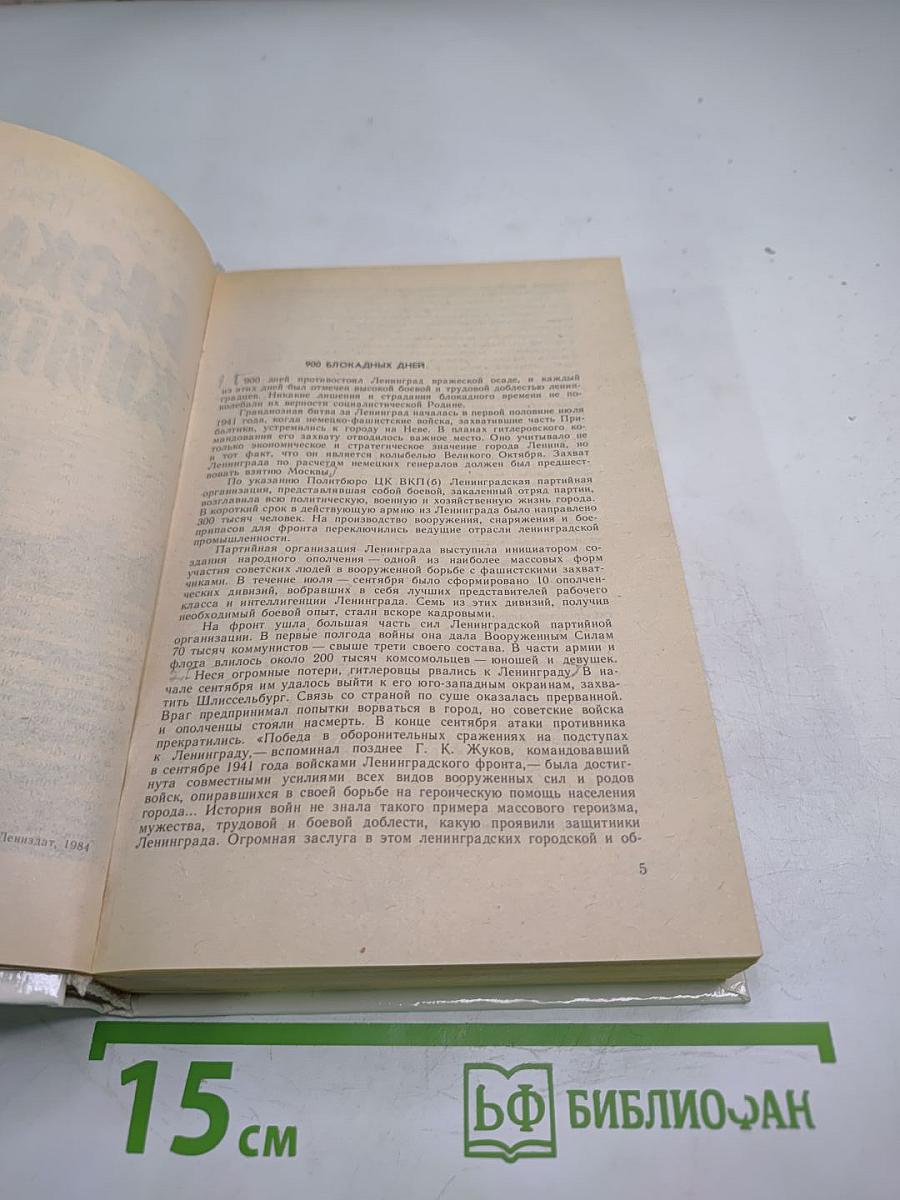 900 БЛОКАДНЫХ ДНЕЙ
900 дней противостоял Ленинград вражеской осаде, и каждый
из этих дней был отмечен высокой боевой и трудовой доблестью ленин-
градцев. Никакие лишения и страдания блокадного времени не по-
колебали их верности социалистической Родине.
Грандиозная битва за Ленинград началась в первой половине июля
1941 года, когда немецко-фашистские войска, захватившие часть При-
балтики, устремились к городу на Неве. В планах гитлеровского ко-
мандования его захвату отводилось важное место. Оно учитывало не
только экономическое и стратегическое значение города Ленина, но
и тот факт, что он является колыбелью Великого Октября. Захват
Ленинграда по расчетам немецких генералов должен был предшест-
вовать взятию Москвы.
По указанию Политбюро ЦК ВКП(б) Ленинградская партийная
организация, представлявшая собой боевой, закаленный отряд партии,
возглавила всю политическую, военную и хозяйственную жизнь города.
В короткий срок в действующую армию из Ленинграда было направлено
300 тысяч человек. На производство вооружения, снаряжения и бое-
припасов для фронта переключились ведущие отрасли ленинградской
промышленности.
Партийная организация Ленинграда выступила инициатором со-
здания народного ополчения — одной из наиболее массовых форм
участия советских людей в вооруженной борьбе с фашистскими захват-
чиками. В течение июля — сентября было сформировано 10 ополчен-
ческих дивизий, вобравших в себя лучших представителей рабочего
класса и интеллигенции Ленинграда. Семь из этих дивизий, получив
необходимый боевой опыт, стали вскоре кадровыми.
На фронт ушла большая часть сил Ленинградской партийной
организации. В первые полгода войны она дала Вооруженным Силам
70 тысяч коммунистов — свыше трети своего состава. В части армии и
флота влилось около 200 тысяч комсомольцев — юношей и девушек.
Неся огромные потери, гитлеровцы рвались к Ленинграду. В на-
чале сентября им удалось выйти к его юго-западным окраинам, захва-
тить Шлиссельбург. Связь со страной по суше оказалась прерванной.
Враг предпринимал попытки ворваться в город, но советские войска
и ополченцы стояли насмерть. В конце сентября атаки противника
прекратились. «Победа в оборонительных сражениях на подступах
к Ленинграду,— вспоминал позднее Г. К. Жуков, командовавший
в сентябре 1941 года войсками Ленинградского фронта,— была достиг-
нута совместными усилиями всех видов вооруженных сил и родов
войск, опиравшихся в своей борьбе на героическую помощь населения
города... История войн не знала такого примера массового героизма,
мужества, трудовой и боевой доблести, какую проявили защитники
Ленинграда. Огромная заслуга в этом ленинградских городской и об-
5
Лениздат, 1984
15 см
БФ БИБЛИОФАН